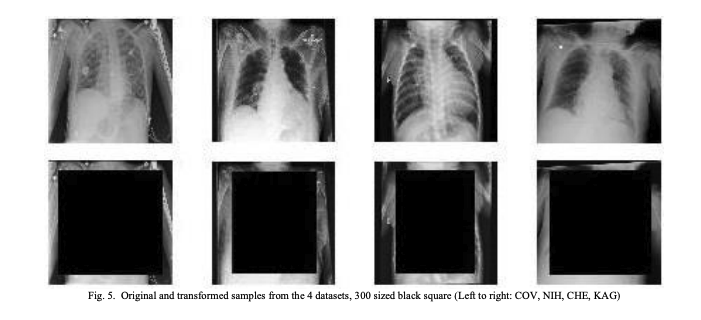 Fig. 5. Original and transformed samples from the 4 datasets, 300 sized black square (Left to right: COV, NIH, CHE, KAG)